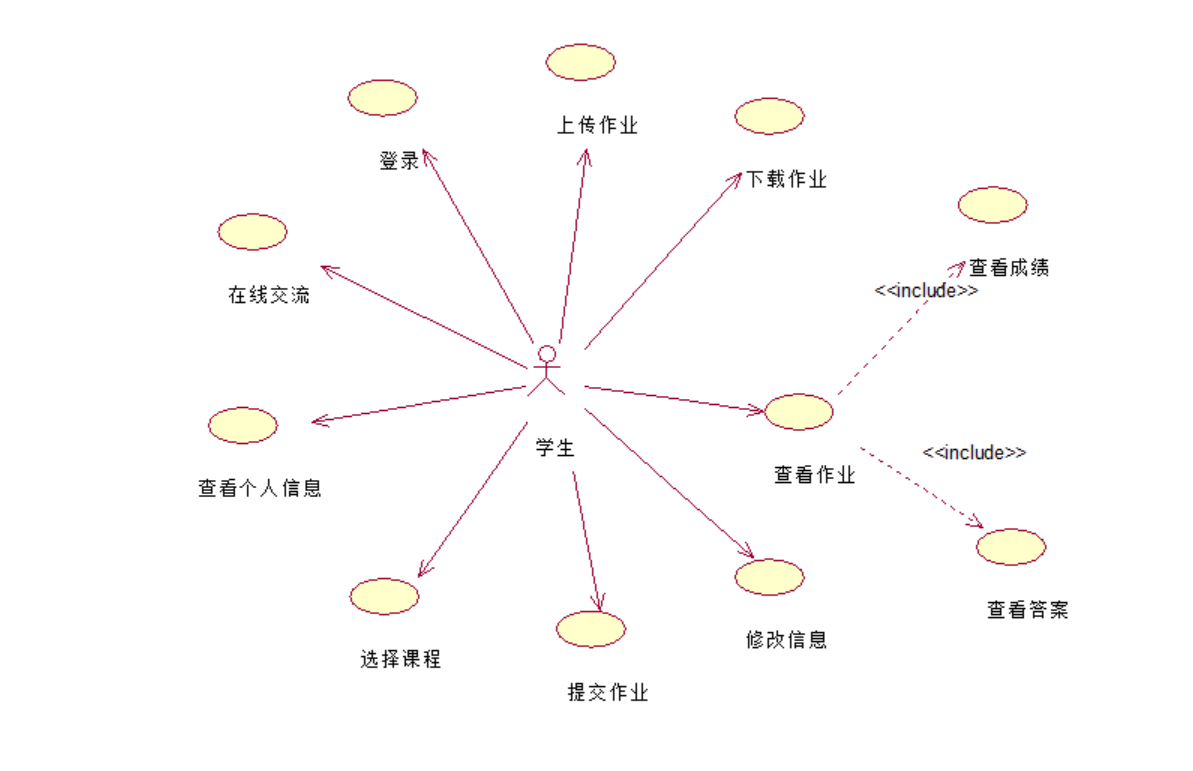 上传作业
登录
下载作业
查看成绩
<<include>>
在线交流
学生
<<include>>
查看作业
查看个人信息
查看答案
修改信息
选择课程
提交作业